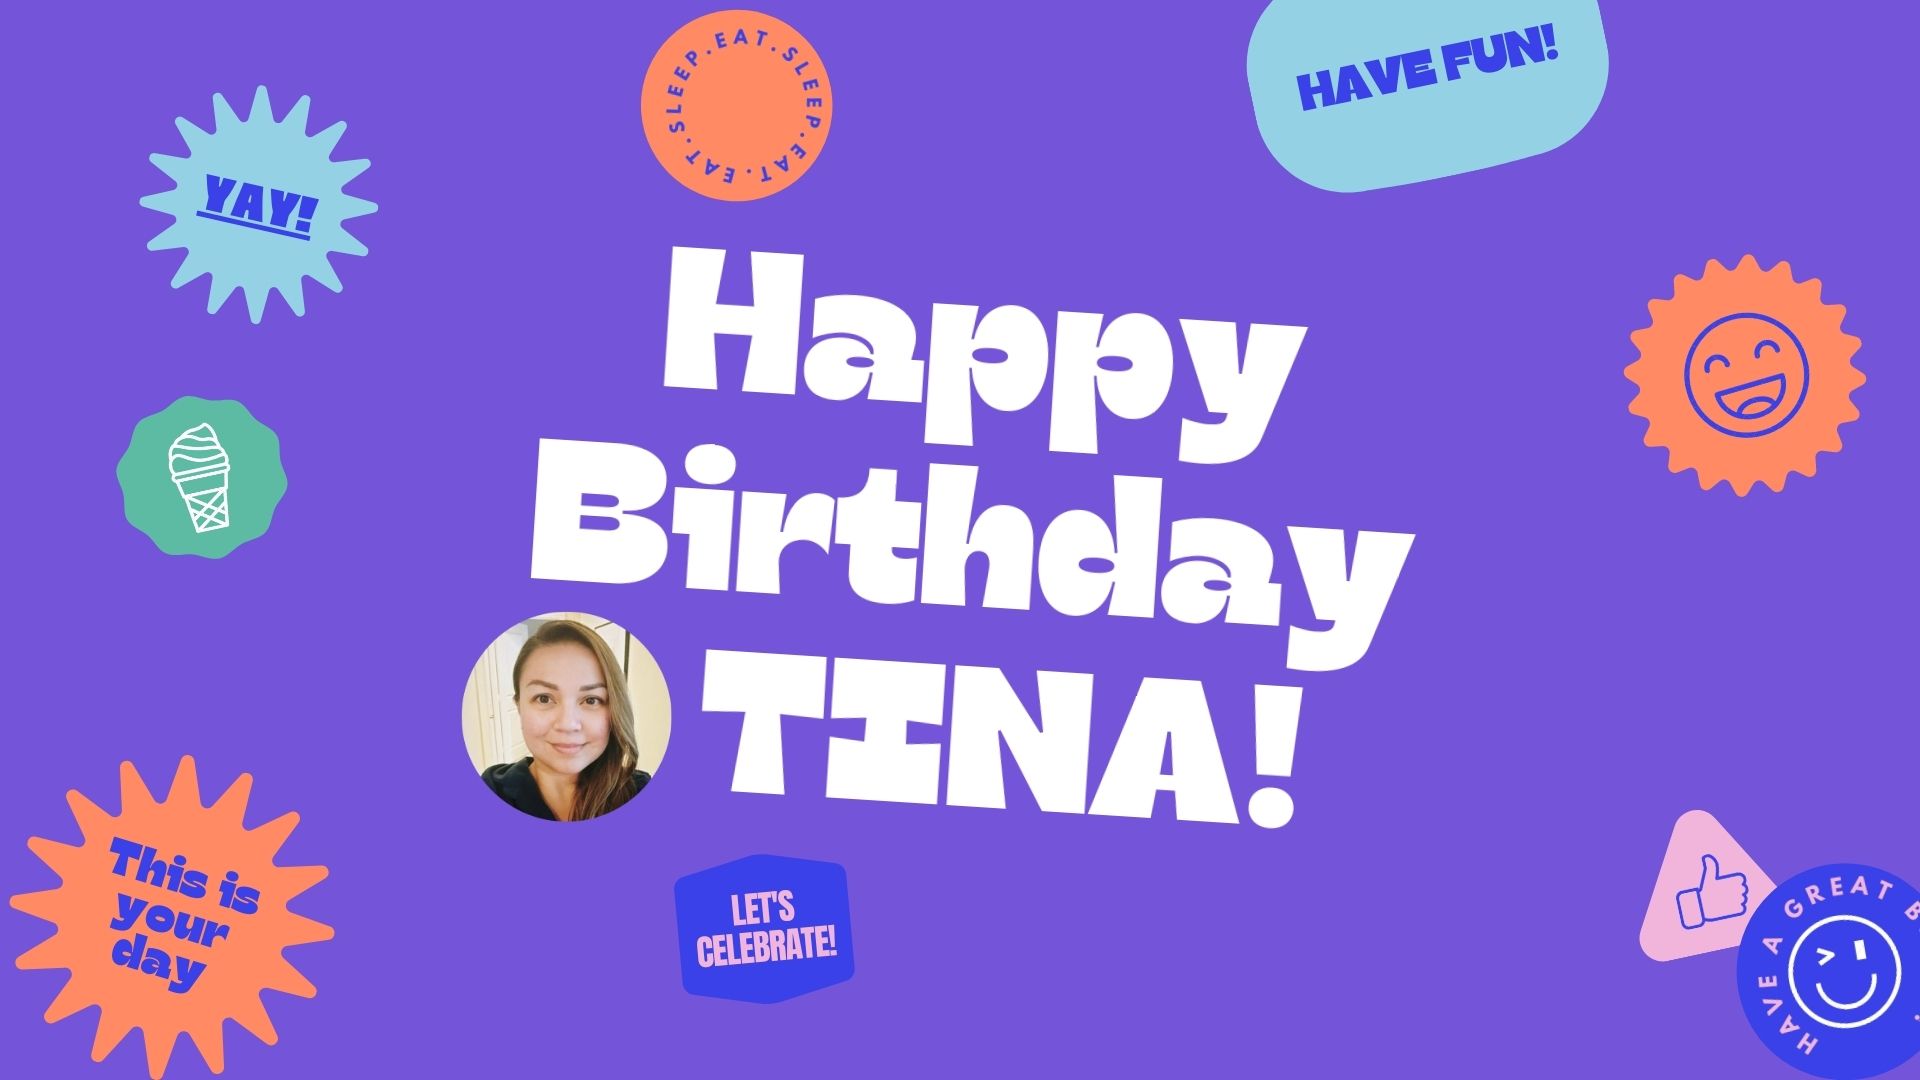 SLEEP.EAT.SLEEP.EAT.EAT.EAT.
HAVE FUN!
YAY!
Happy
Birthday
TINA!
This is
your
day
LET'S
CELEBRATE!
HAVE A GREAT